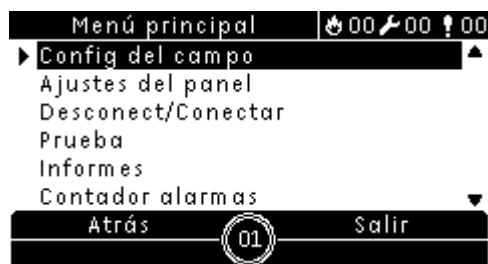 Menú principal 00 00 00
Config del campo
Ajustes del panel
Desconect/Conectar
Prueba
Informes
Contador alarmas
Atrás 01 Salir